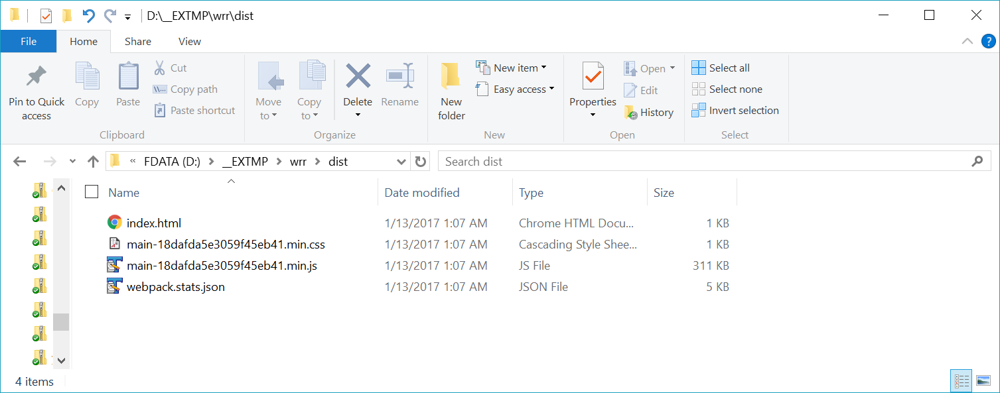 D:\__EXTMP\wrr\dist
File Home Share View
?
Pin to Quick access
Copy
Paste
Cut
Copy path
Paste shortcut
Clipboard
Move to
Copy to
Delete
Rename
Organize
New folder
New item
Easy access
New
Properties
Open
Edit
History
Open
Select all
Select none
Invert selection
Select
« FDATA (D:) > __EXTMP > wrr > dist
Search dist
Name Date modified Type Size
index.html 1/13/2017 1:07 AM Chrome HTML Docu... 1 KB
main-18dafda5e3059f45eb41.min.css 1/13/2017 1:07 AM Cascading Style Shee... 1 KB
main-18dafda5e3059f45eb41.min.js 1/13/2017 1:07 AM JS File 311 KB
webpack.stats.json 1/13/2017 1:07 AM JSON File 5 KB
4 items